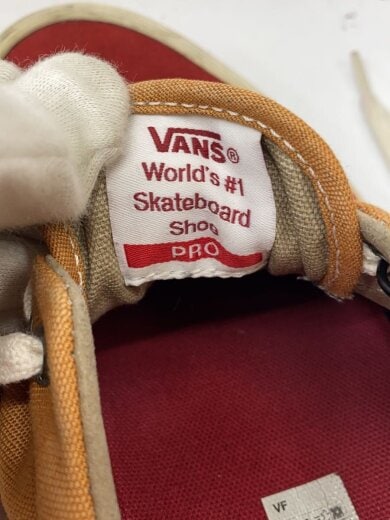 VANS®
World's #1
Skateboard
Shoe
PRO
VF